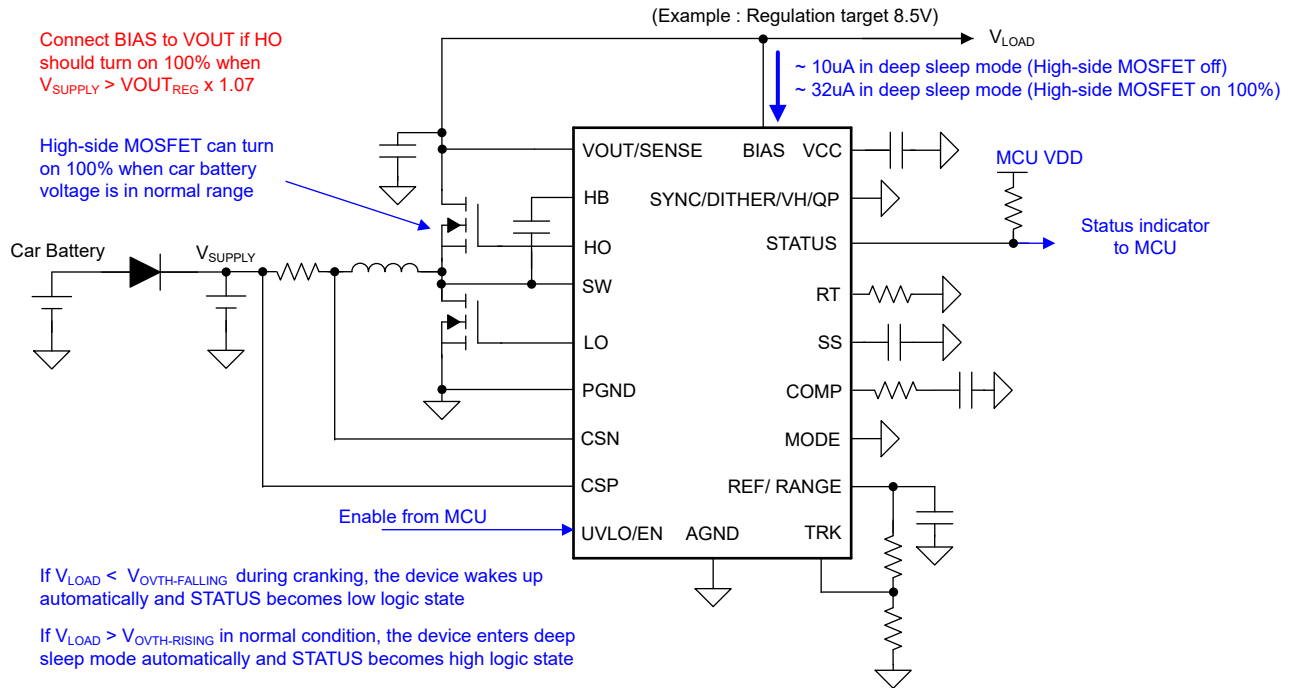 (Example : Regulation target 8.5V)
Connect BIAS to VOUT if HO
should turn on 100% when
VSUPPLY > VOUTREG x 1.07
VLOAD
~ 10uA in deep sleep mode (High-side MOSFET off)
~ 32uA in deep sleep mode (High-side MOSFET on 100%)
High-side MOSFET can turn
on 100% when car battery
voltage is in normal range
VOUT/SENSE
BIAS
VCC
MCU VDD
HB
SYNC/DITHER/VH/QP
HO
STATUS
Status indicator
to MCU
Car Battery
VSUPPLY
SW
RT
LO
SS
PGND
COMP
CSN
MODE
CSP
REF/ RANGE
Enable from MCU
UVLO/EN
AGND
TRK
If VLOAD < VOVTH-FALLING during cranking, the device wakes up
automatically and STATUS becomes low logic state
If VLOAD > VOVTH-RISING in normal condition, the device enters deep
sleep mode automatically and STATUS becomes high logic state